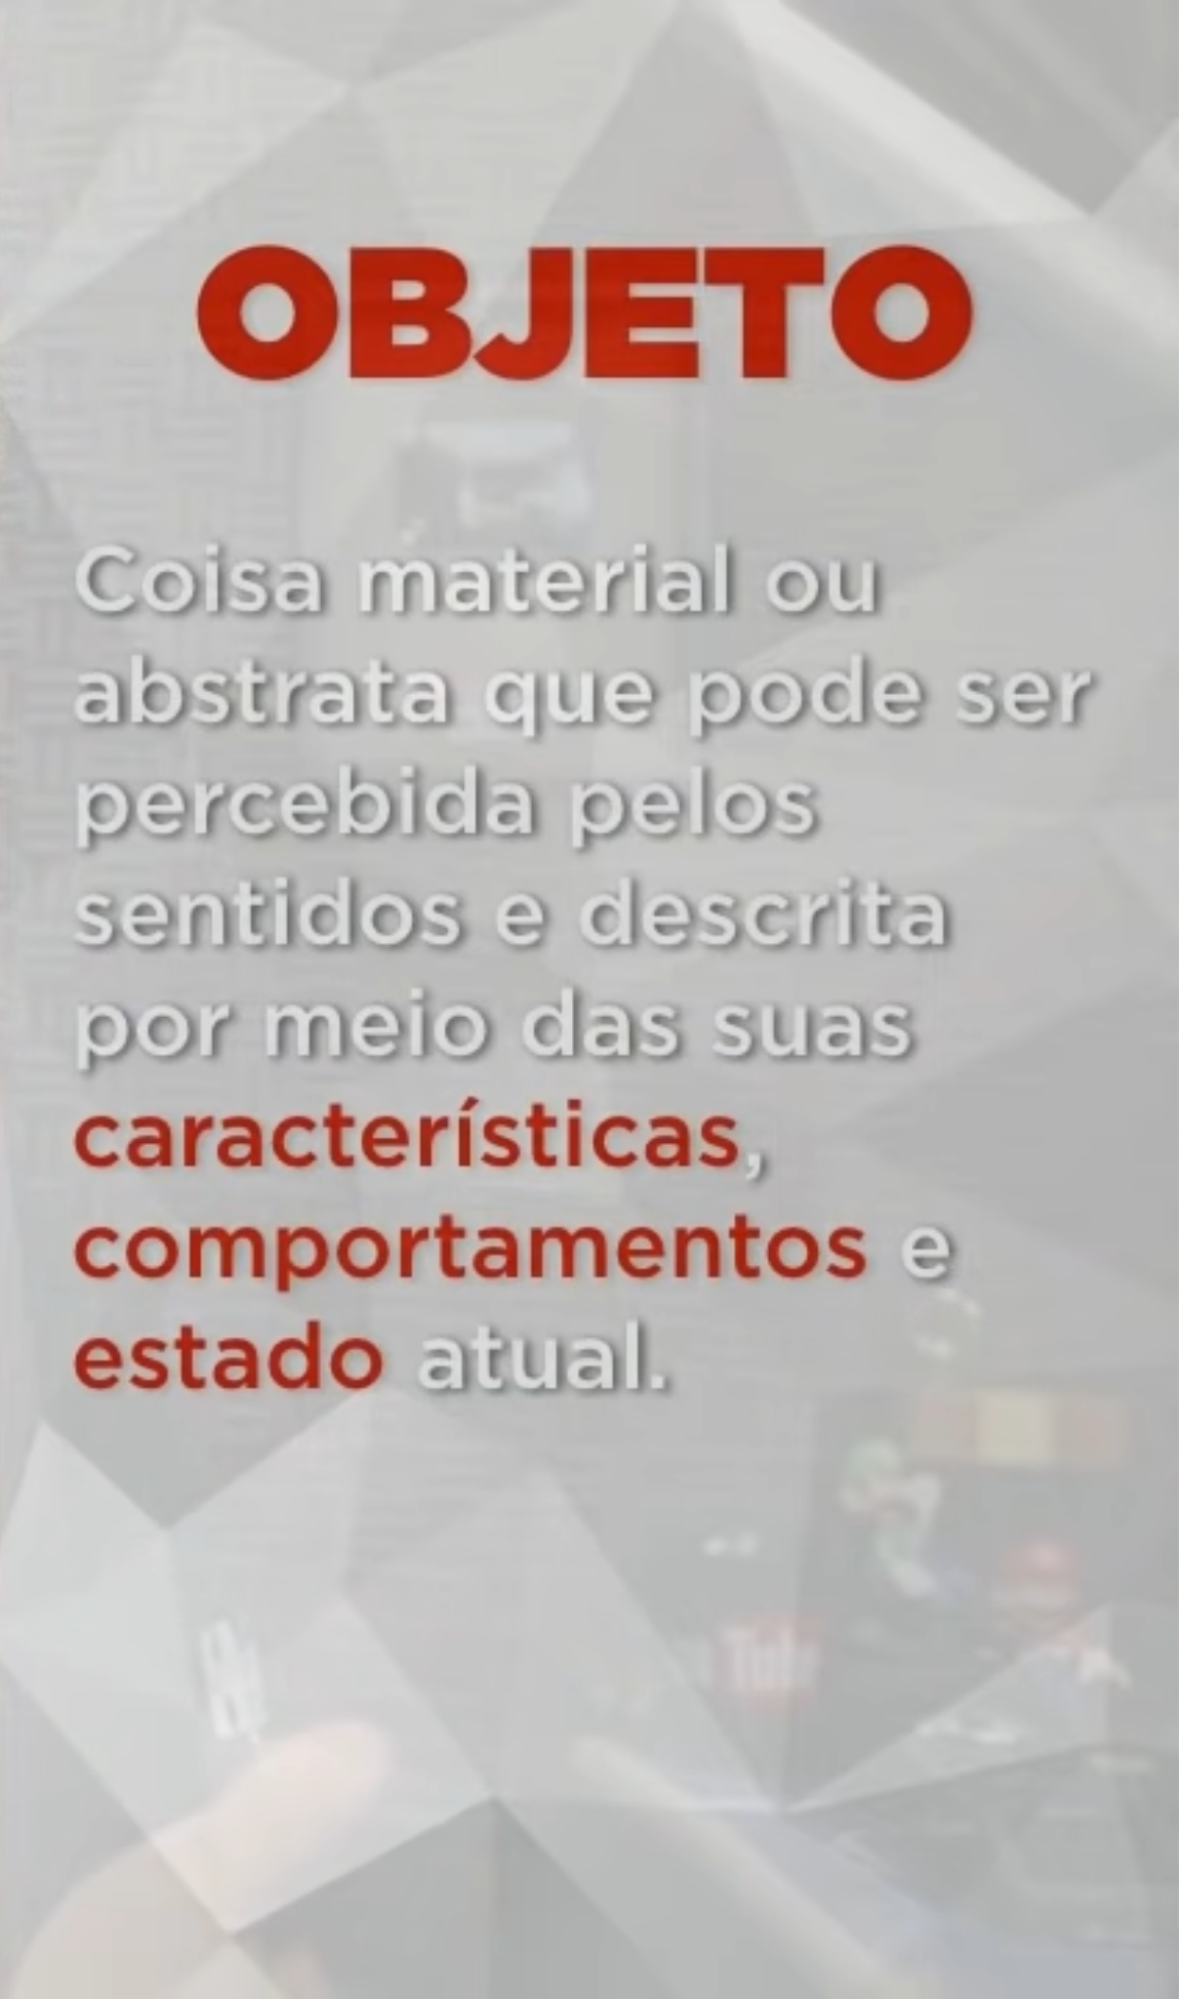 OBJETO
Coisa material ou
abstrata que pode ser
percebida pelos
sentidos e descrita
por meio das suas
características,
comportamentos e
estado atual.
Tube